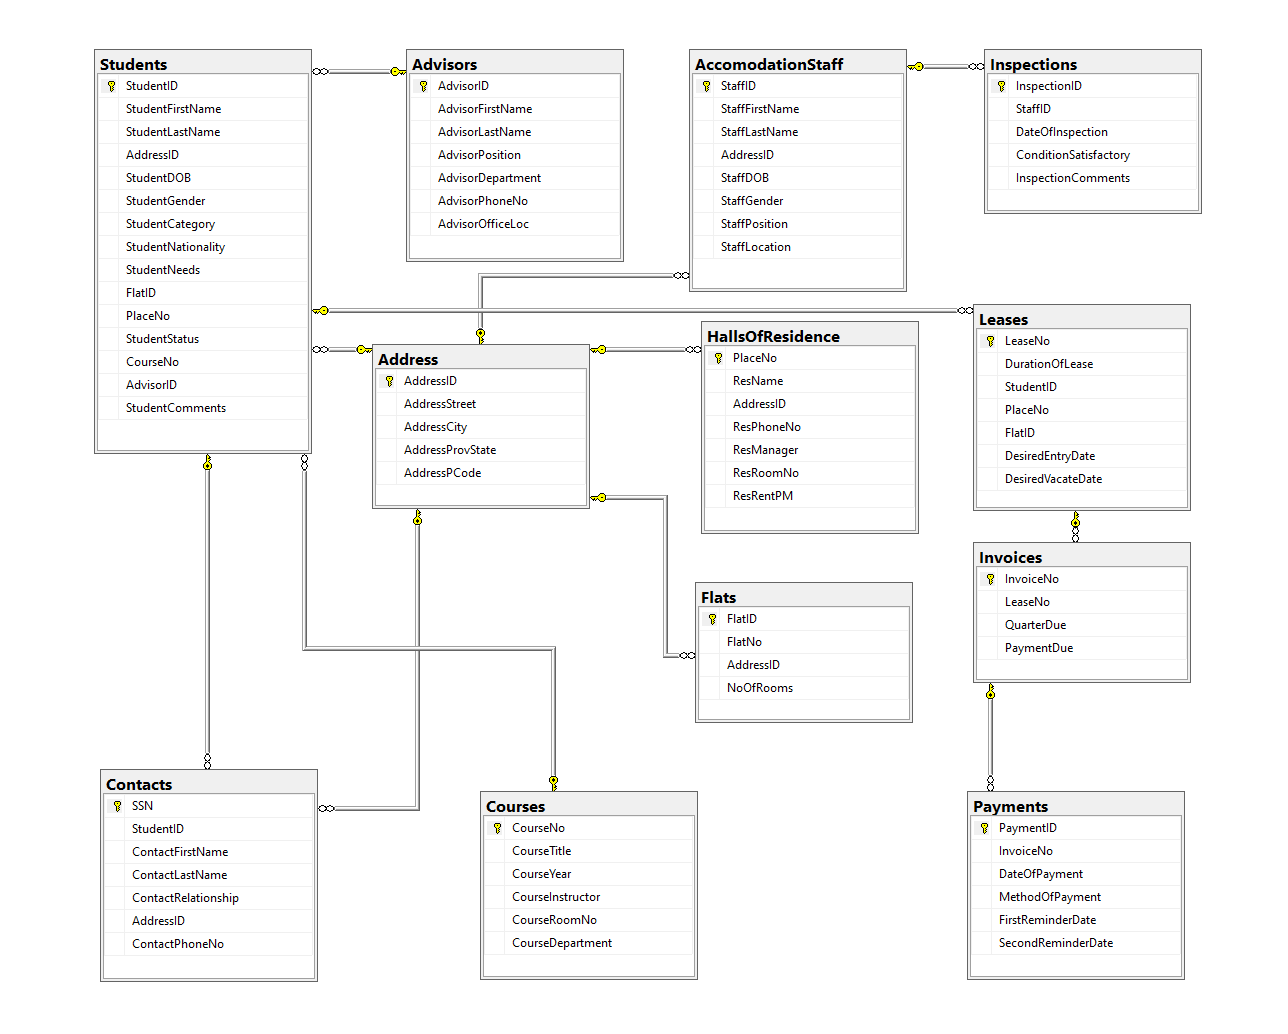 Students
StudentID
StudentFirstName
StudentLastName
AddressID
StudentDOB
StudentGender
StudentCategory
StudentNationality
StudentNeeds
FlatID
PlaceNo
StudentStatus
CourseNo
AdvisorID
StudentComments
Advisors
AdvisorID
AdvisorFirstName
AdvisorLastName
AdvisorPosition
AdvisorDepartment
AdvisorPhoneNo
AdvisorOfficeLoc
AccomodationStaff
StaffID
StaffFirstName
StaffLastName
AddressID
StaffDOB
StaffGender
StaffPosition
StaffLocation
Inspections
InspectionID
StaffID
DateOfInspection
ConditionSatisfactory
InspectionComments
Address
AddressID
AddressStreet
AddressCity
AddressProvState
AddressPCode
HallsOfResidence
PlaceNo
ResName
AddressID
ResPhoneNo
ResManager
ResRoomNo
ResRentPM
Leases
LeaseNo
DurationOfLease
StudentID
PlaceNo
FlatID
DesiredEntryDate
DesiredVacateDate
Flats
FlatID
FlatNo
AddressID
NoOfRooms
Invoices
InvoiceNo
LeaseNo
QuarterDue
PaymentDue
Contacts
SSN
StudentID
ContactFirstName
ContactLastName
ContactRelationship
AddressID
ContactPhoneNo
Courses
CourseNo
CourseTitle
CourseYear
CourseInstructor
CourseRoomNo
CourseDepartment
Payments
PaymentID
InvoiceNo
DateOfPayment
MethodOfPayment
FirstReminderDate
SecondReminderDate